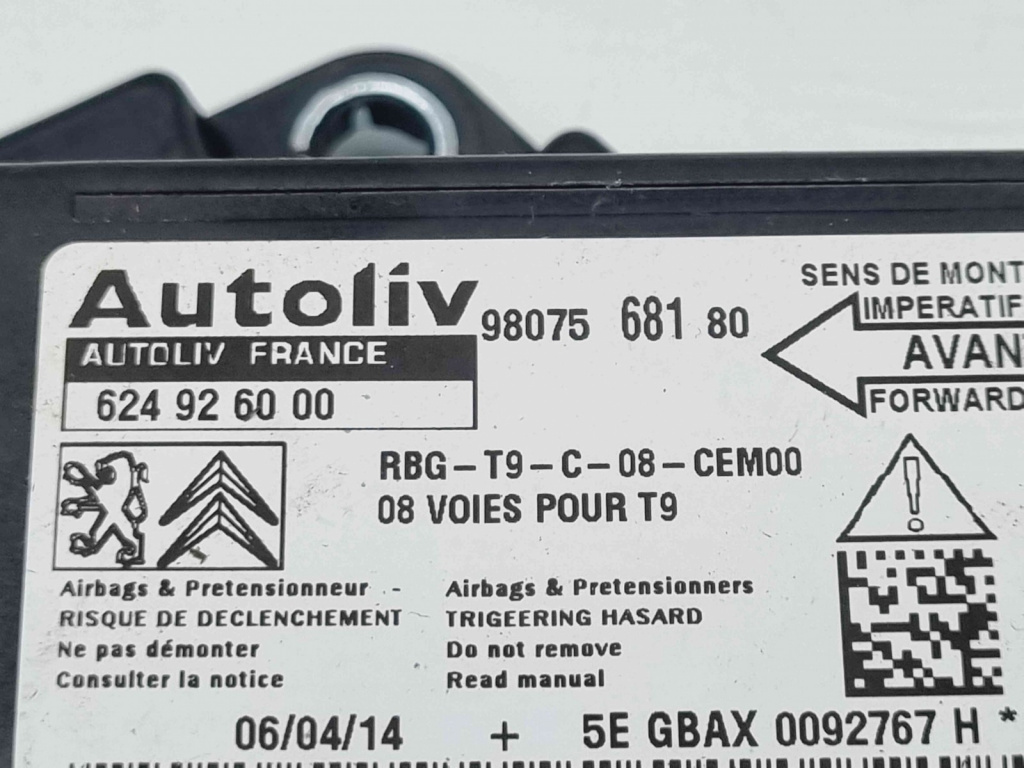 Autoliv
AUTOLIV FRANCE
624 92 60 00
98075 681 80
SENS DE MONT
IMPERATIF
AVAN
FORWARD
RBG-T9-C-08-CEM00
08 VOIES POUR T9
Airbags & Pretensionneur -
RISQUE DE DECLENCHEMENT
Ne pas démonter
Consulter la notice
Airbags & Pretensionners
TRIGEERING HASARD
Do not remove
Read manual
06/04/14 + 5E GBAX 0092767 H *